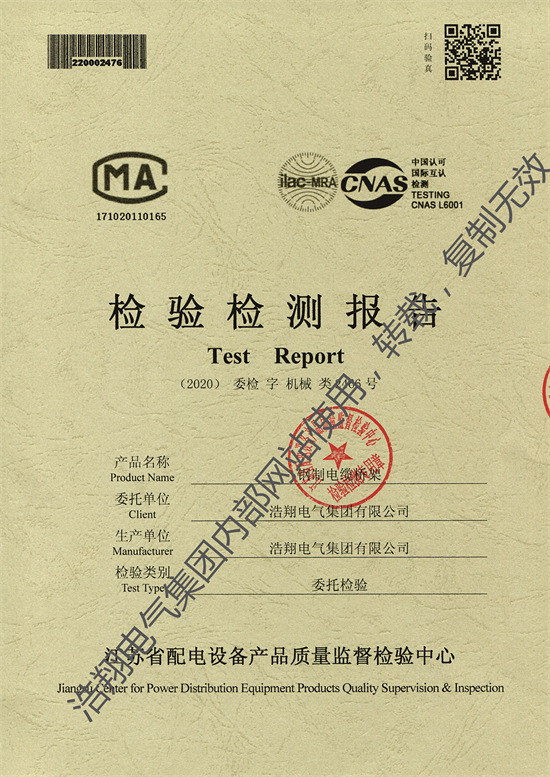 220002476
扫码验真
MA
171020110165
ilac-MRA
CNAS
中国认可
国际互认
检测
TESTING
CNAS L6001
检验检测报告
Test Report
（2020） 委检 字 机械 类 2466 号
产品名称
Product Name
钢制电缆桥架
委托单位
Client
浩翔电气集团有限公司
生产单位
Manufacturer
浩翔电气集团有限公司
检验类别
Test Type
委托检验
江苏省配电设备产品质量监督检验中心
Jiangsu Center for Power Distribution Equipment Products Quality Supervision & Inspection
浩翔电气集团内部网站使用，转载，复制无效